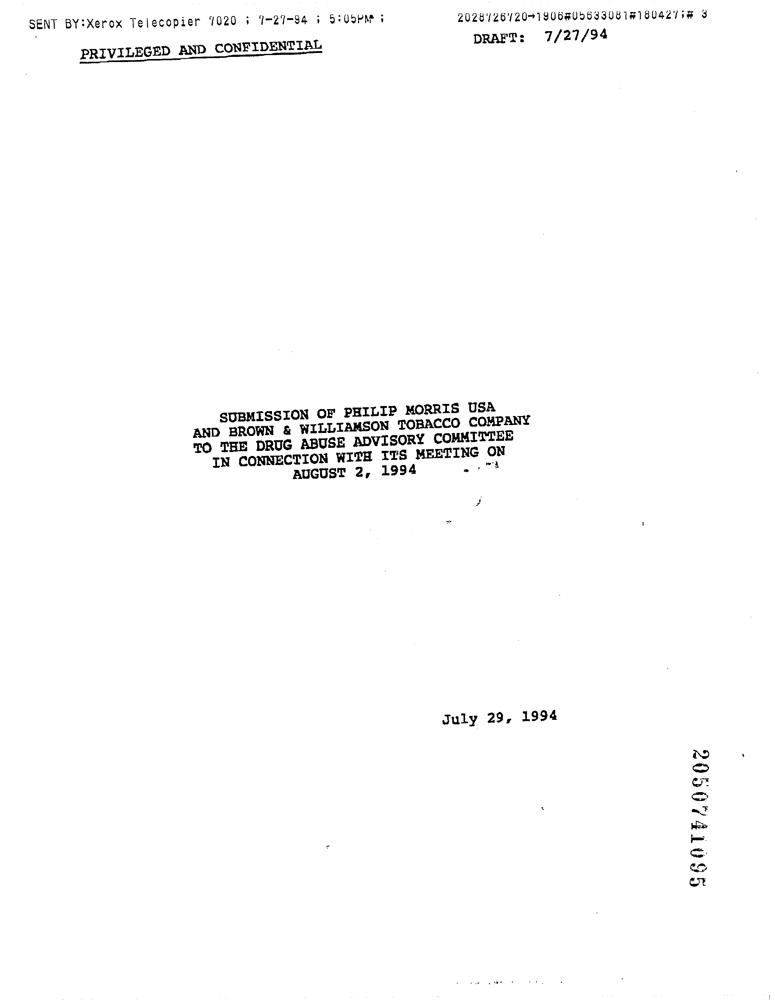 SENT BY:Xerox Telecopier 7020 ; 7-27-94 ; 5:05PM ;
2028726720→1906#05633081#180427;# 3
PRIVILEGED AND CONFIDENTIAL
DRAFT: 7/27/94
SUBMISSION OF PHILIP MORRIS USA
AND BROWN & WILLIAMSON TOBACCO COMPANY
TO THE DRUG ABUSE ADVISORY COMMITTEE
IN CONNECTION WITH ITS MEETING ON
AUGUST 2, 1994
July 29, 1994
2050741095